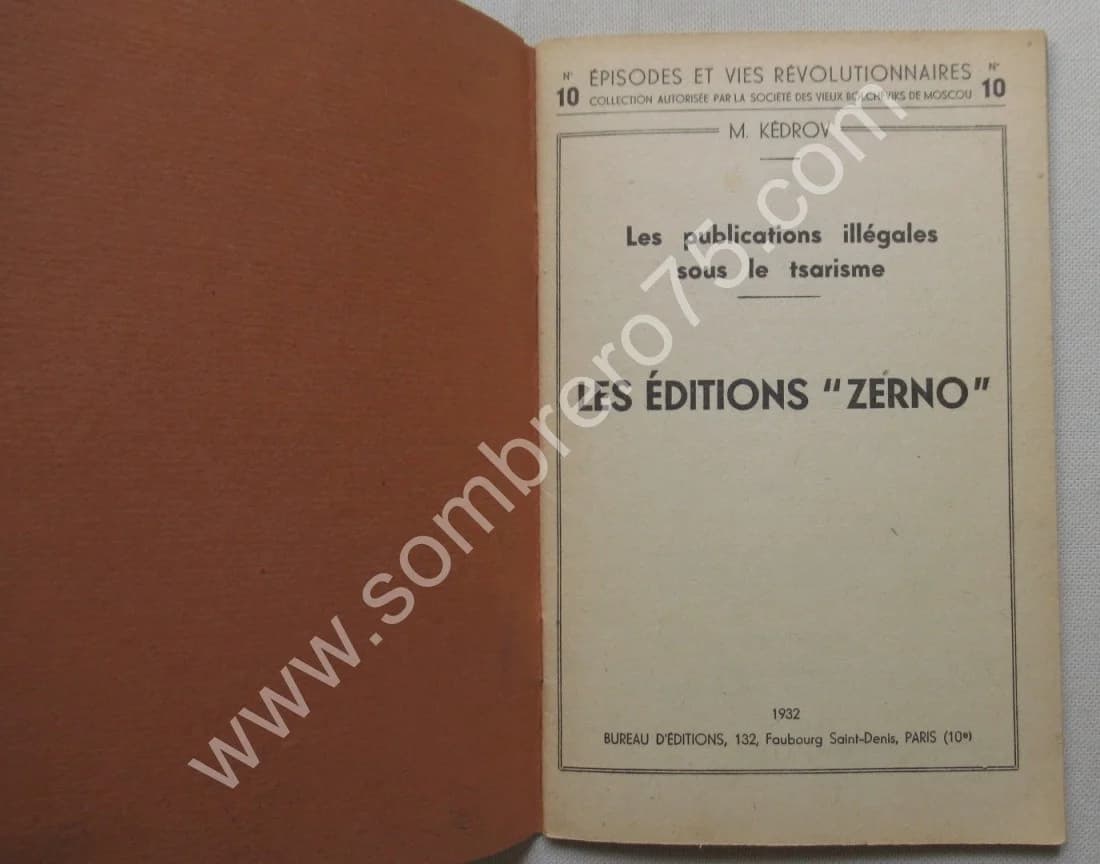 N° ÉPISODES ET VIES RÉVOLUTIONNAIRES N°
10 COLLECTION AUTORISÉE PAR LA SOCIÉTÉ DES VIEUX BOLCHÉVIKS DE MOSCOU 10
M. KÉDROV
Les publications illégales
sous le tsarisme
LES ÉDITIONS "ZERNO"
1932
BUREAU D'ÉDITIONS, 132, Faubourg Saint-Denis, PARIS (10e)
www.sombrero75.com